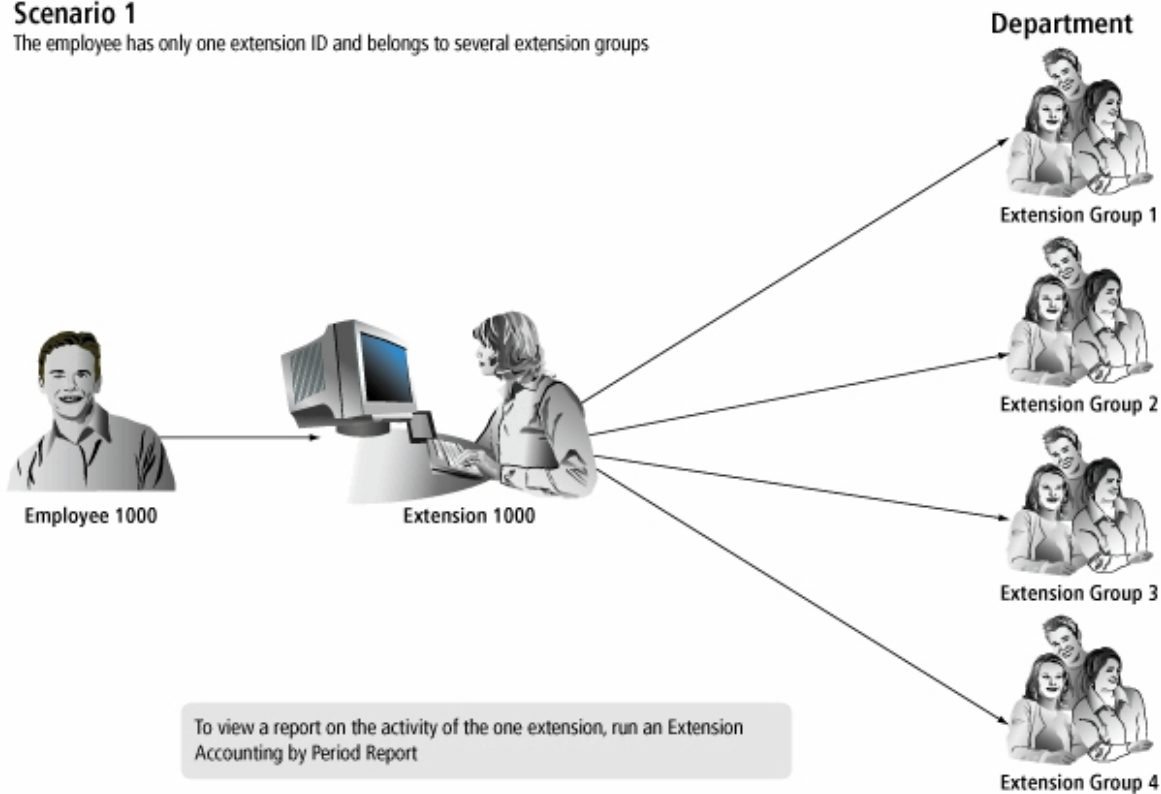 Scenario 1
The employee has only one extension ID and belongs to several extension groups
Department
Extension Group 1
Extension Group 2
Employee 1000
Extension 1000
Extension Group 3
To view a report on the activity of the one extension, run an Extension
Accounting by Period Report
Extension Group 4